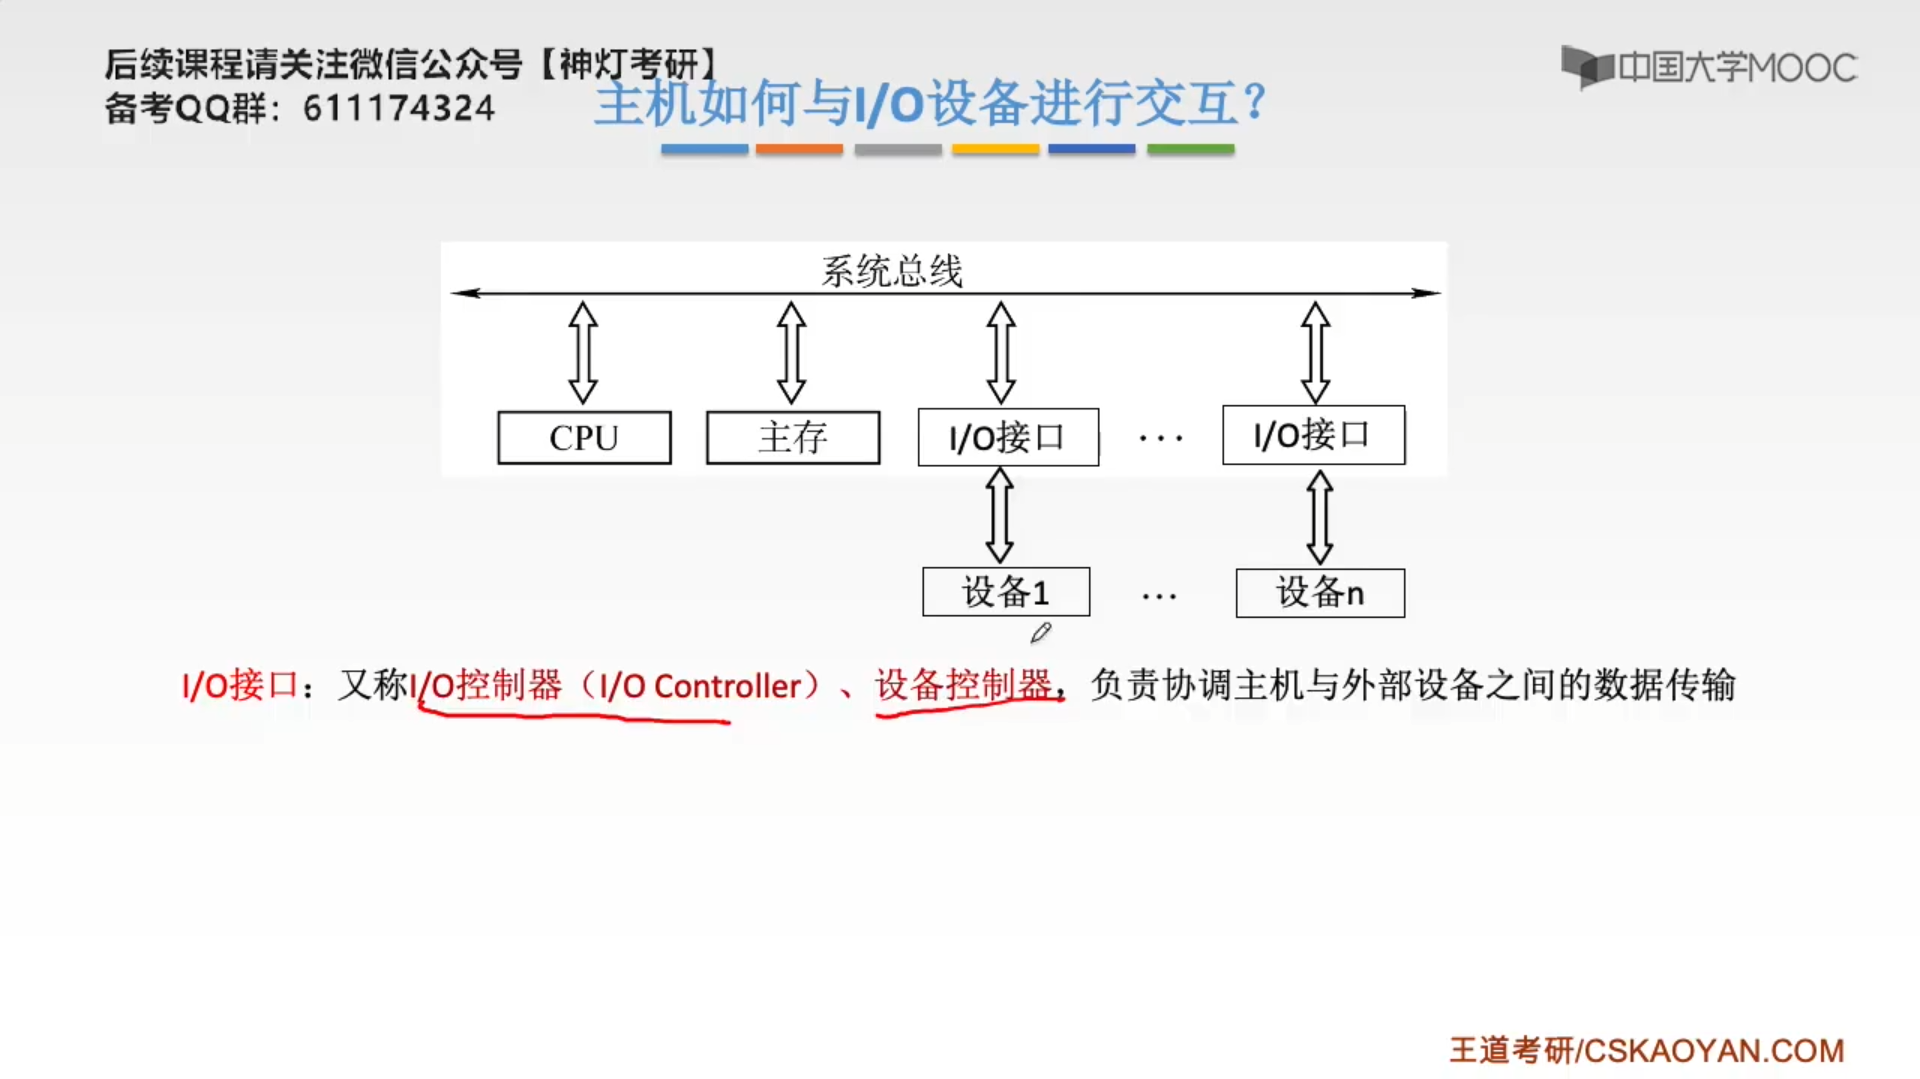 后续课程请关注微信公众号【神灯考研】
备考QQ群：611174324
中国大学MOOC
主机如何与I/O设备进行交互？
系统总线
CPU 主存 I/O接口 ... I/O接口
设备1 ... 设备n
I/O接口：又称I/O控制器（I/O Controller）、设备控制器，负责协调主机与外部设备之间的数据传输
王道考研/CSKAOYAN.COM